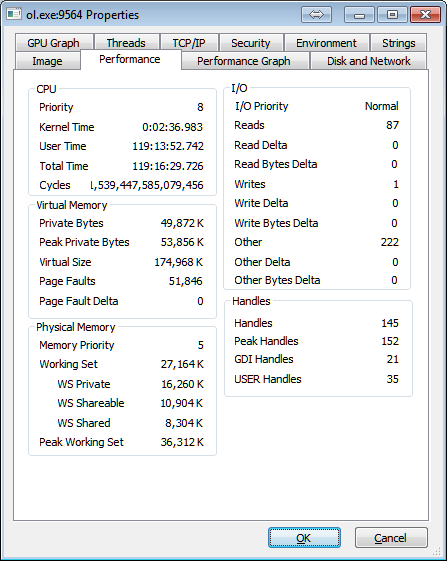 ol.exe:9564 Properties
GPU Graph Threads TCP/IP Security Environment Strings
Image Performance Performance Graph Disk and Network
CPU
Priority 8
Kernel Time 0:02:36.983
User Time 119:13:52.742
Total Time 119:16:29.726
Cycles 1,539,447,585,079,456
Virtual Memory
Private Bytes 49,872 K
Peak Private Bytes 53,856 K
Virtual Size 174,968 K
Page Faults 51,846
Page Fault Delta 0
Physical Memory
Memory Priority 5
Working Set 27,164 K
WS Private 16,260 K
WS Shareable 10,904 K
WS Shared 8,304 K
Peak Working Set 36,312 K
I/O
I/O Priority Normal
Reads 87
Read Delta 0
Read Bytes Delta 0
Writes 1
Write Delta 0
Write Bytes Delta 0
Other 222
Other Delta 0
Other Bytes Delta 0
Handles
Handles 145
Peak Handles 152
GDI Handles 21
USER Handles 35
OK Cancel